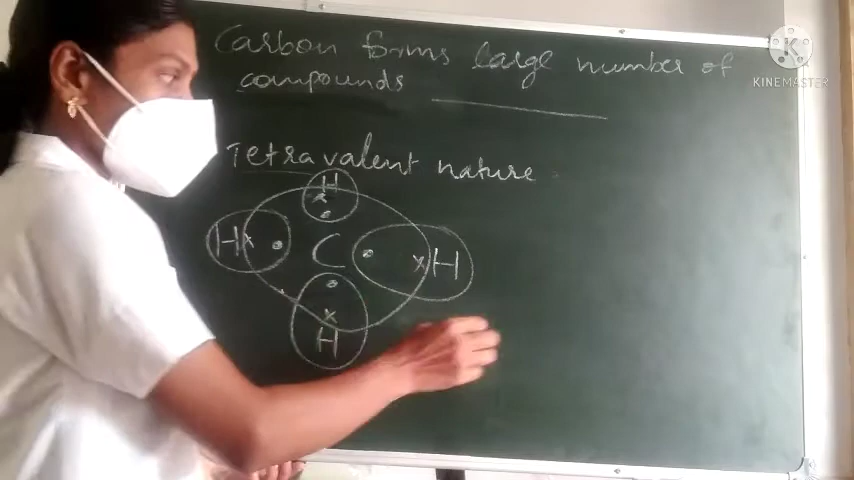 Carbon forms large number of
compounds
Tetravalent nature
H
H C H
H
KINEMASTER